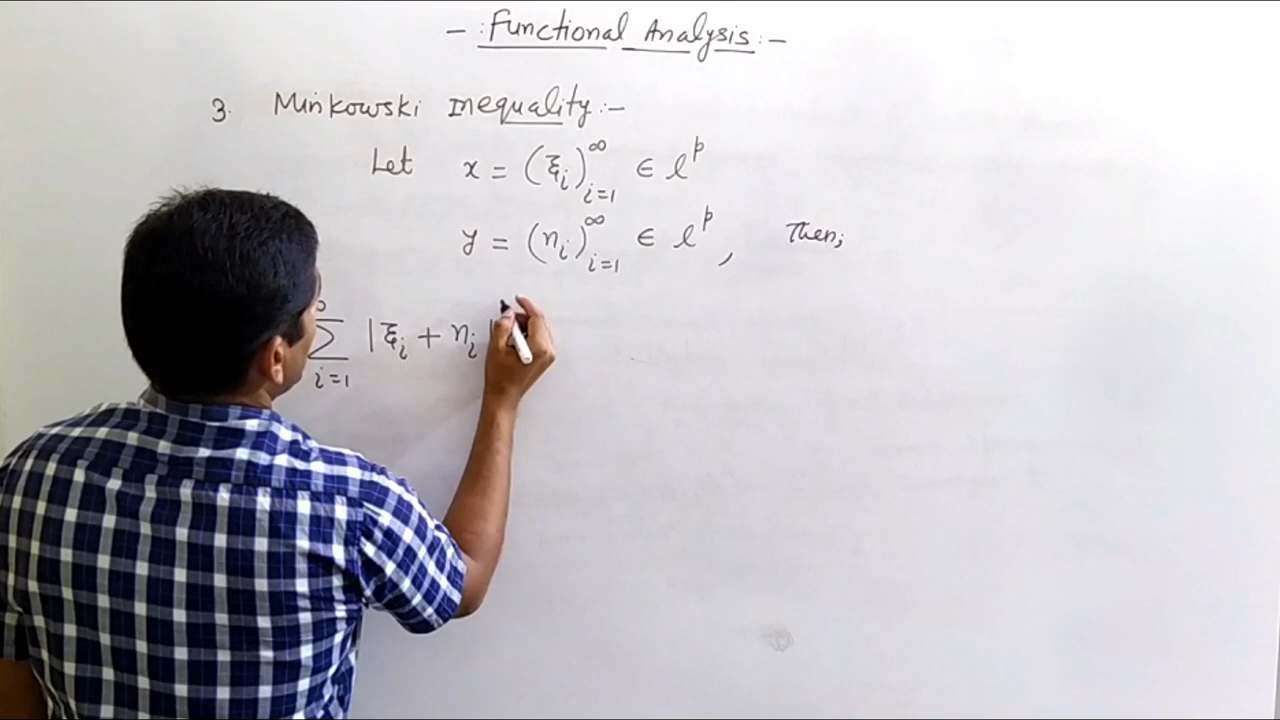 - : Functional Analysis : -
3. Minkowski inequality :-
Let x = (ξ_i)_{i=1}^∞ ∈ l^p
y = (η_i)_{i=1}^∞ ∈ l^p, Then;
∑_{i=1} |ξ_i + η_i|